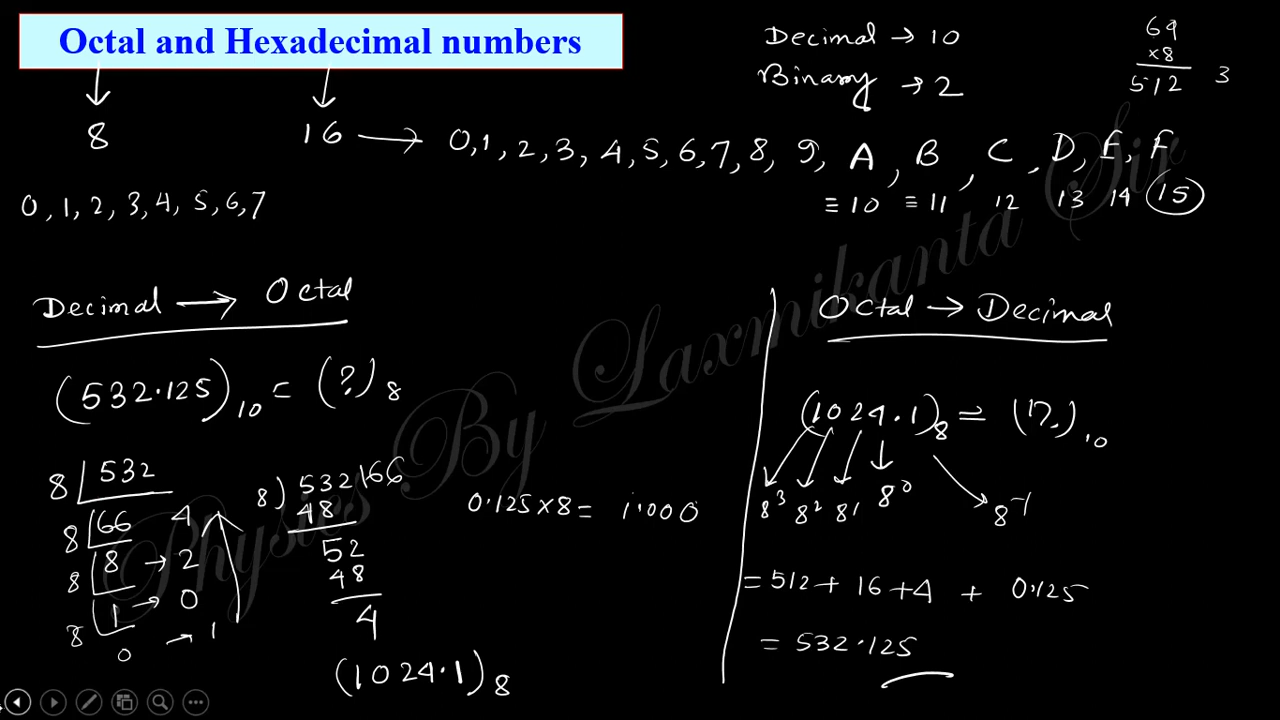 Octal and Hexadecimal numbers
Decimal → 10
Binary → 2
69
×8
512 3
8
16 → 0,1,2,3,4,5,6,7,8,9, A, B, C, D, E, F
≡10 ≡11 12 13 14 15
0,1,2,3,4,5,6,7
Decimal → Octal
(532.125)10 = (?)8
8 | 532
8 | 66 4
8 | 8 → 2
8 | 1 → 0
0 → 1
8) 532 \ 66
48
52
48
4
(1024.1)8
0.125×8 = 1.000
Octal → Decimal
(1024.1)8 = (?)10
8³ 8² 8¹ 8⁰ 8⁻¹
= 512 + 16 + 4 + 0.125
= 532.125
Physics By Laxmikanta Sir